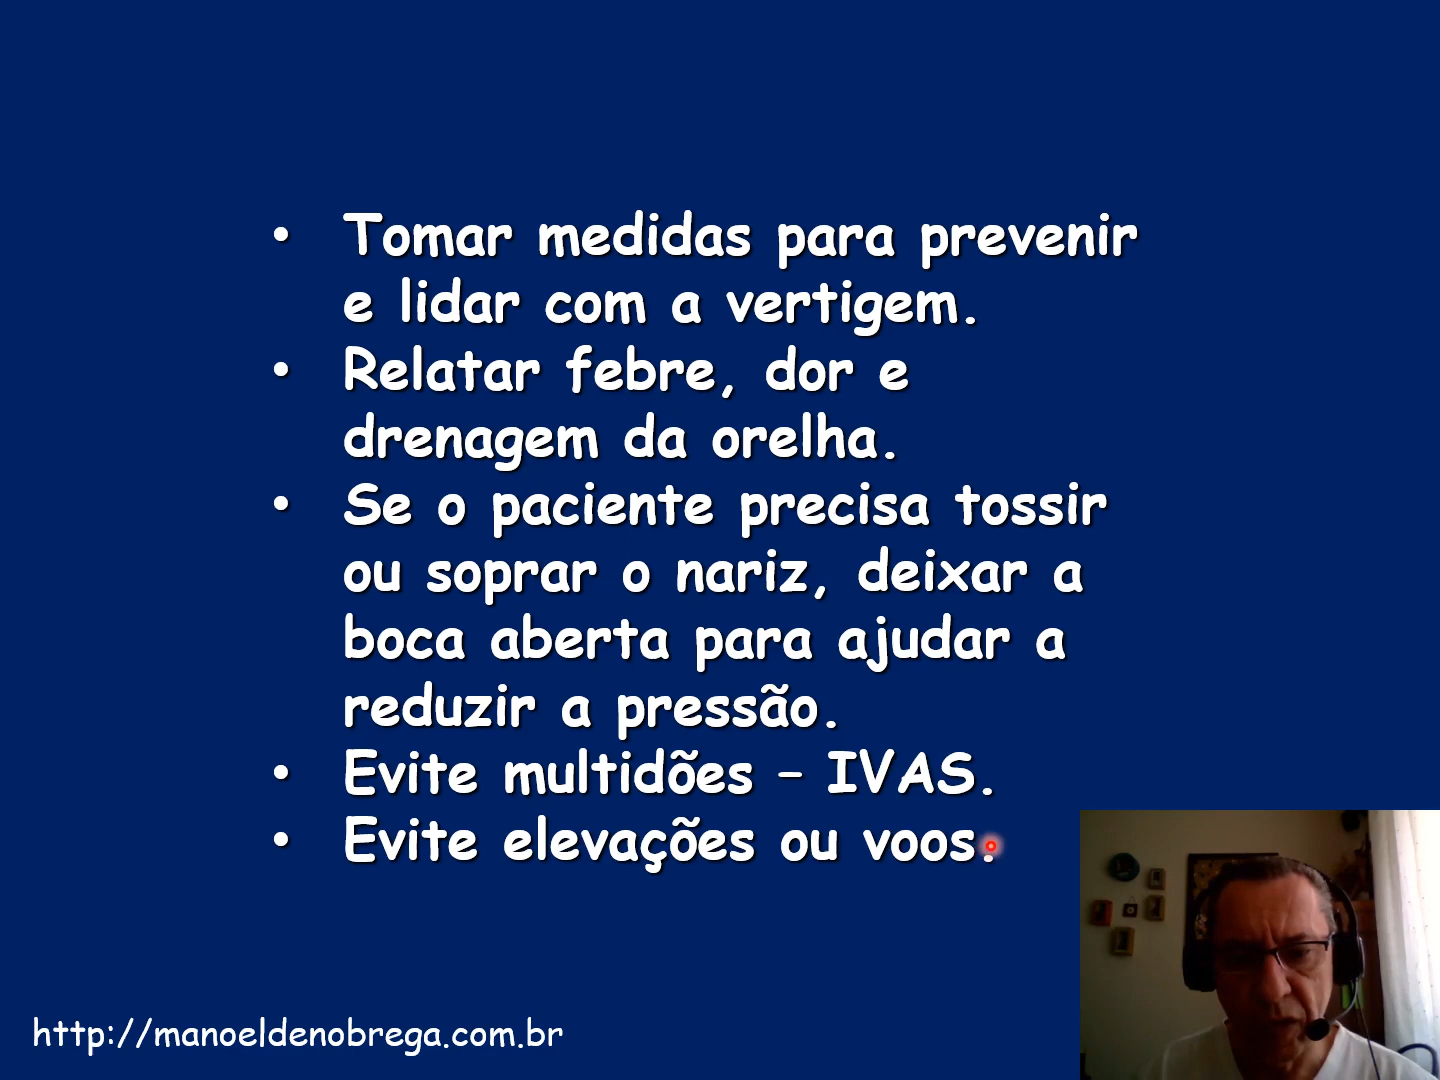 • Tomar medidas para prevenir
e lidar com a vertigem.
• Relatar febre, dor e
drenagem da orelha.
• Se o paciente precisa tossir
ou soprar o nariz, deixar a
boca aberta para ajudar a
reduzir a pressão.
• Evite multidões – IVAS.
• Evite elevações ou voos.
http://manoeldenobrega.com.br